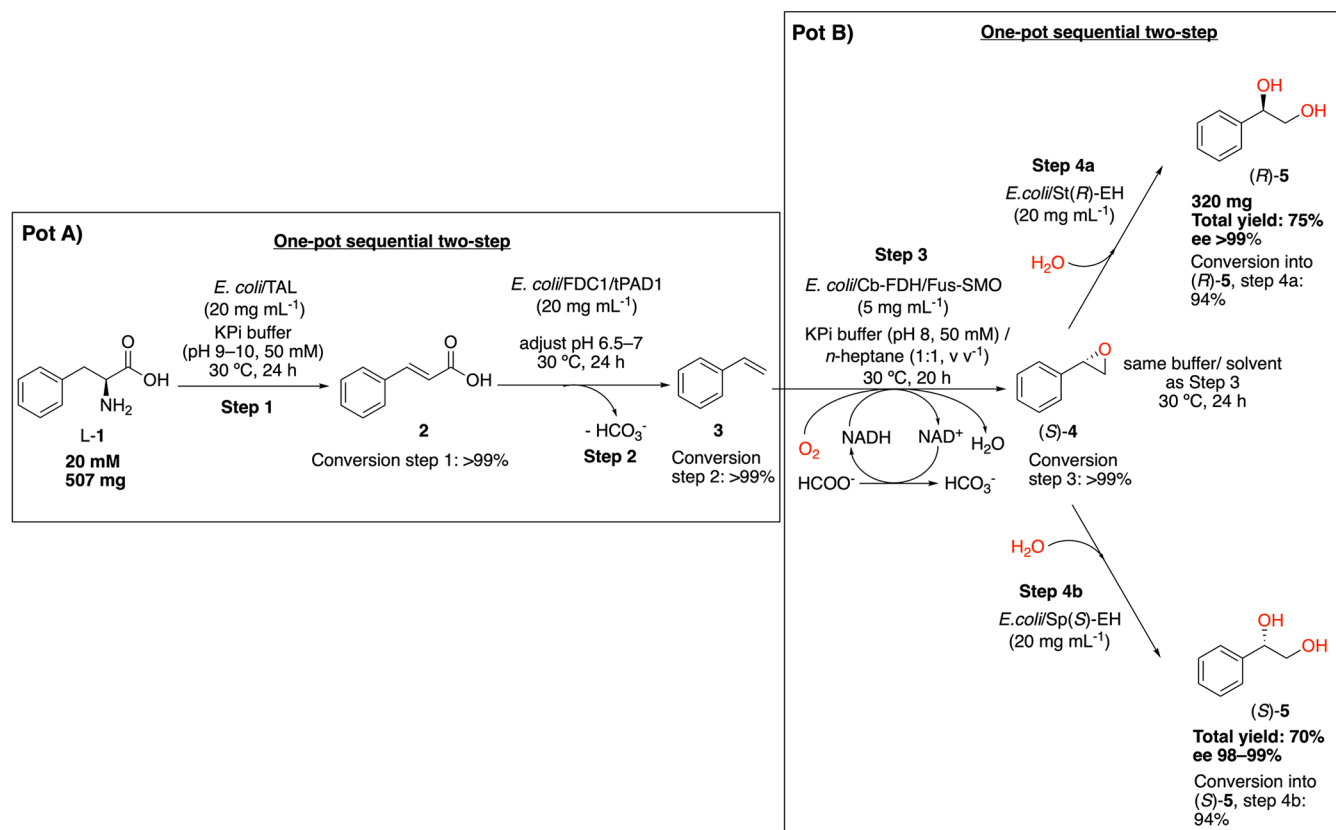 Pot A)
One-pot sequential two-step
E. coli/TAL
(20 mg mL-1)
KPi buffer
(pH 9–10, 50 mM)
30 ºC, 24 h
Step 1
O
OH
NH2
L-1
20 mM
507 mg
O
OH
2
Conversion step 1: >99%
E. coli/FDC1/tPAD1
(20 mg mL-1)
adjust pH 6.5–7
30 ºC, 24 h
- HCO3-
Step 2
3
Conversion
step 2: >99%
Pot B)
One-pot sequential two-step
Step 3
E. coli/Cb-FDH/Fus-SMO
(5 mg mL-1)
KPi buffer (pH 8, 50 mM) /
n-heptane (1:1, v v-1)
30 ºC, 20 h
O2
NADH
NAD+
H2O
HCOO-
HCO3-
O
(S)-4
Conversion
step 3: >99%
same buffer/ solvent
as Step 3
30 ºC, 24 h
Step 4a
E.coli/St(R)-EH
(20 mg mL-1)
H2O
OH
OH
(R)-5
320 mg
Total yield: 75%
ee >99%
Conversion into
(R)-5, step 4a:
94%
H2O
Step 4b
E.coli/Sp(S)-EH
(20 mg mL-1)
OH
OH
(S)-5
Total yield: 70%
ee 98–99%
Conversion into
(S)-5, step 4b:
94%